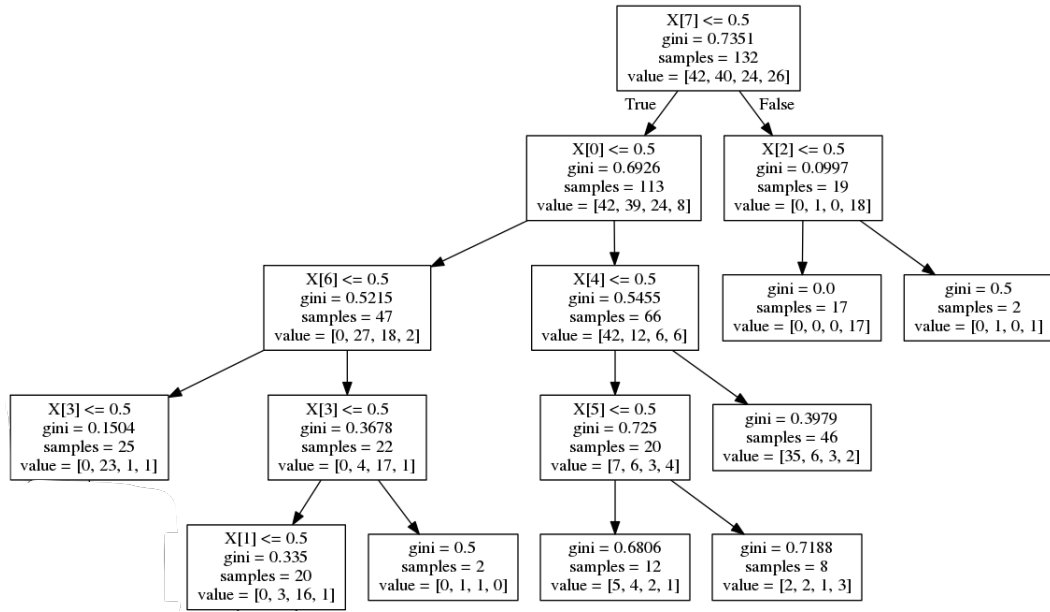 X[7] <= 0.5
gini = 0.7351
samples = 132
value = [42, 40, 24, 26]
True
False
X[0] <= 0.5
gini = 0.6926
samples = 113
value = [42, 39, 24, 8]
X[2] <= 0.5
gini = 0.0997
samples = 19
value = [0, 1, 0, 18]
X[6] <= 0.5
gini = 0.5215
samples = 47
value = [0, 27, 18, 2]
X[4] <= 0.5
gini = 0.5455
samples = 66
value = [42, 12, 6, 6]
gini = 0.0
samples = 17
value = [0, 0, 0, 17]
gini = 0.5
samples = 2
value = [0, 1, 0, 1]
X[3] <= 0.5
gini = 0.1504
samples = 25
value = [0, 23, 1, 1]
X[3] <= 0.5
gini = 0.3678
samples = 22
value = [0, 4, 17, 1]
X[5] <= 0.5
gini = 0.725
samples = 20
value = [7, 6, 3, 4]
gini = 0.3979
samples = 46
value = [35, 6, 3, 2]
X[1] <= 0.5
gini = 0.335
samples = 20
value = [0, 3, 16, 1]
gini = 0.5
samples = 2
value = [0, 1, 1, 0]
gini = 0.6806
samples = 12
value = [5, 4, 2, 1]
gini = 0.7188
samples = 8
value = [2, 2, 1, 3]